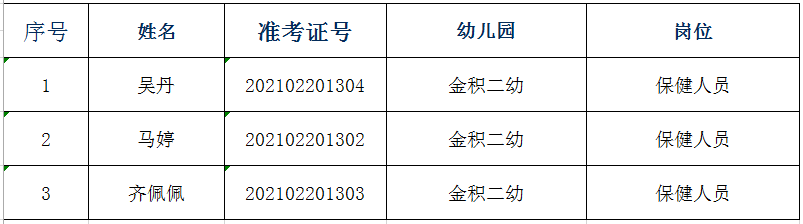 序号 姓名 准考证号 幼儿园 岗位
1 吴丹 202102201304 金积二幼 保健人员
2 马婷 202102201302 金积二幼 保健人员
3 齐佩佩 202102201303 金积二幼 保健人员